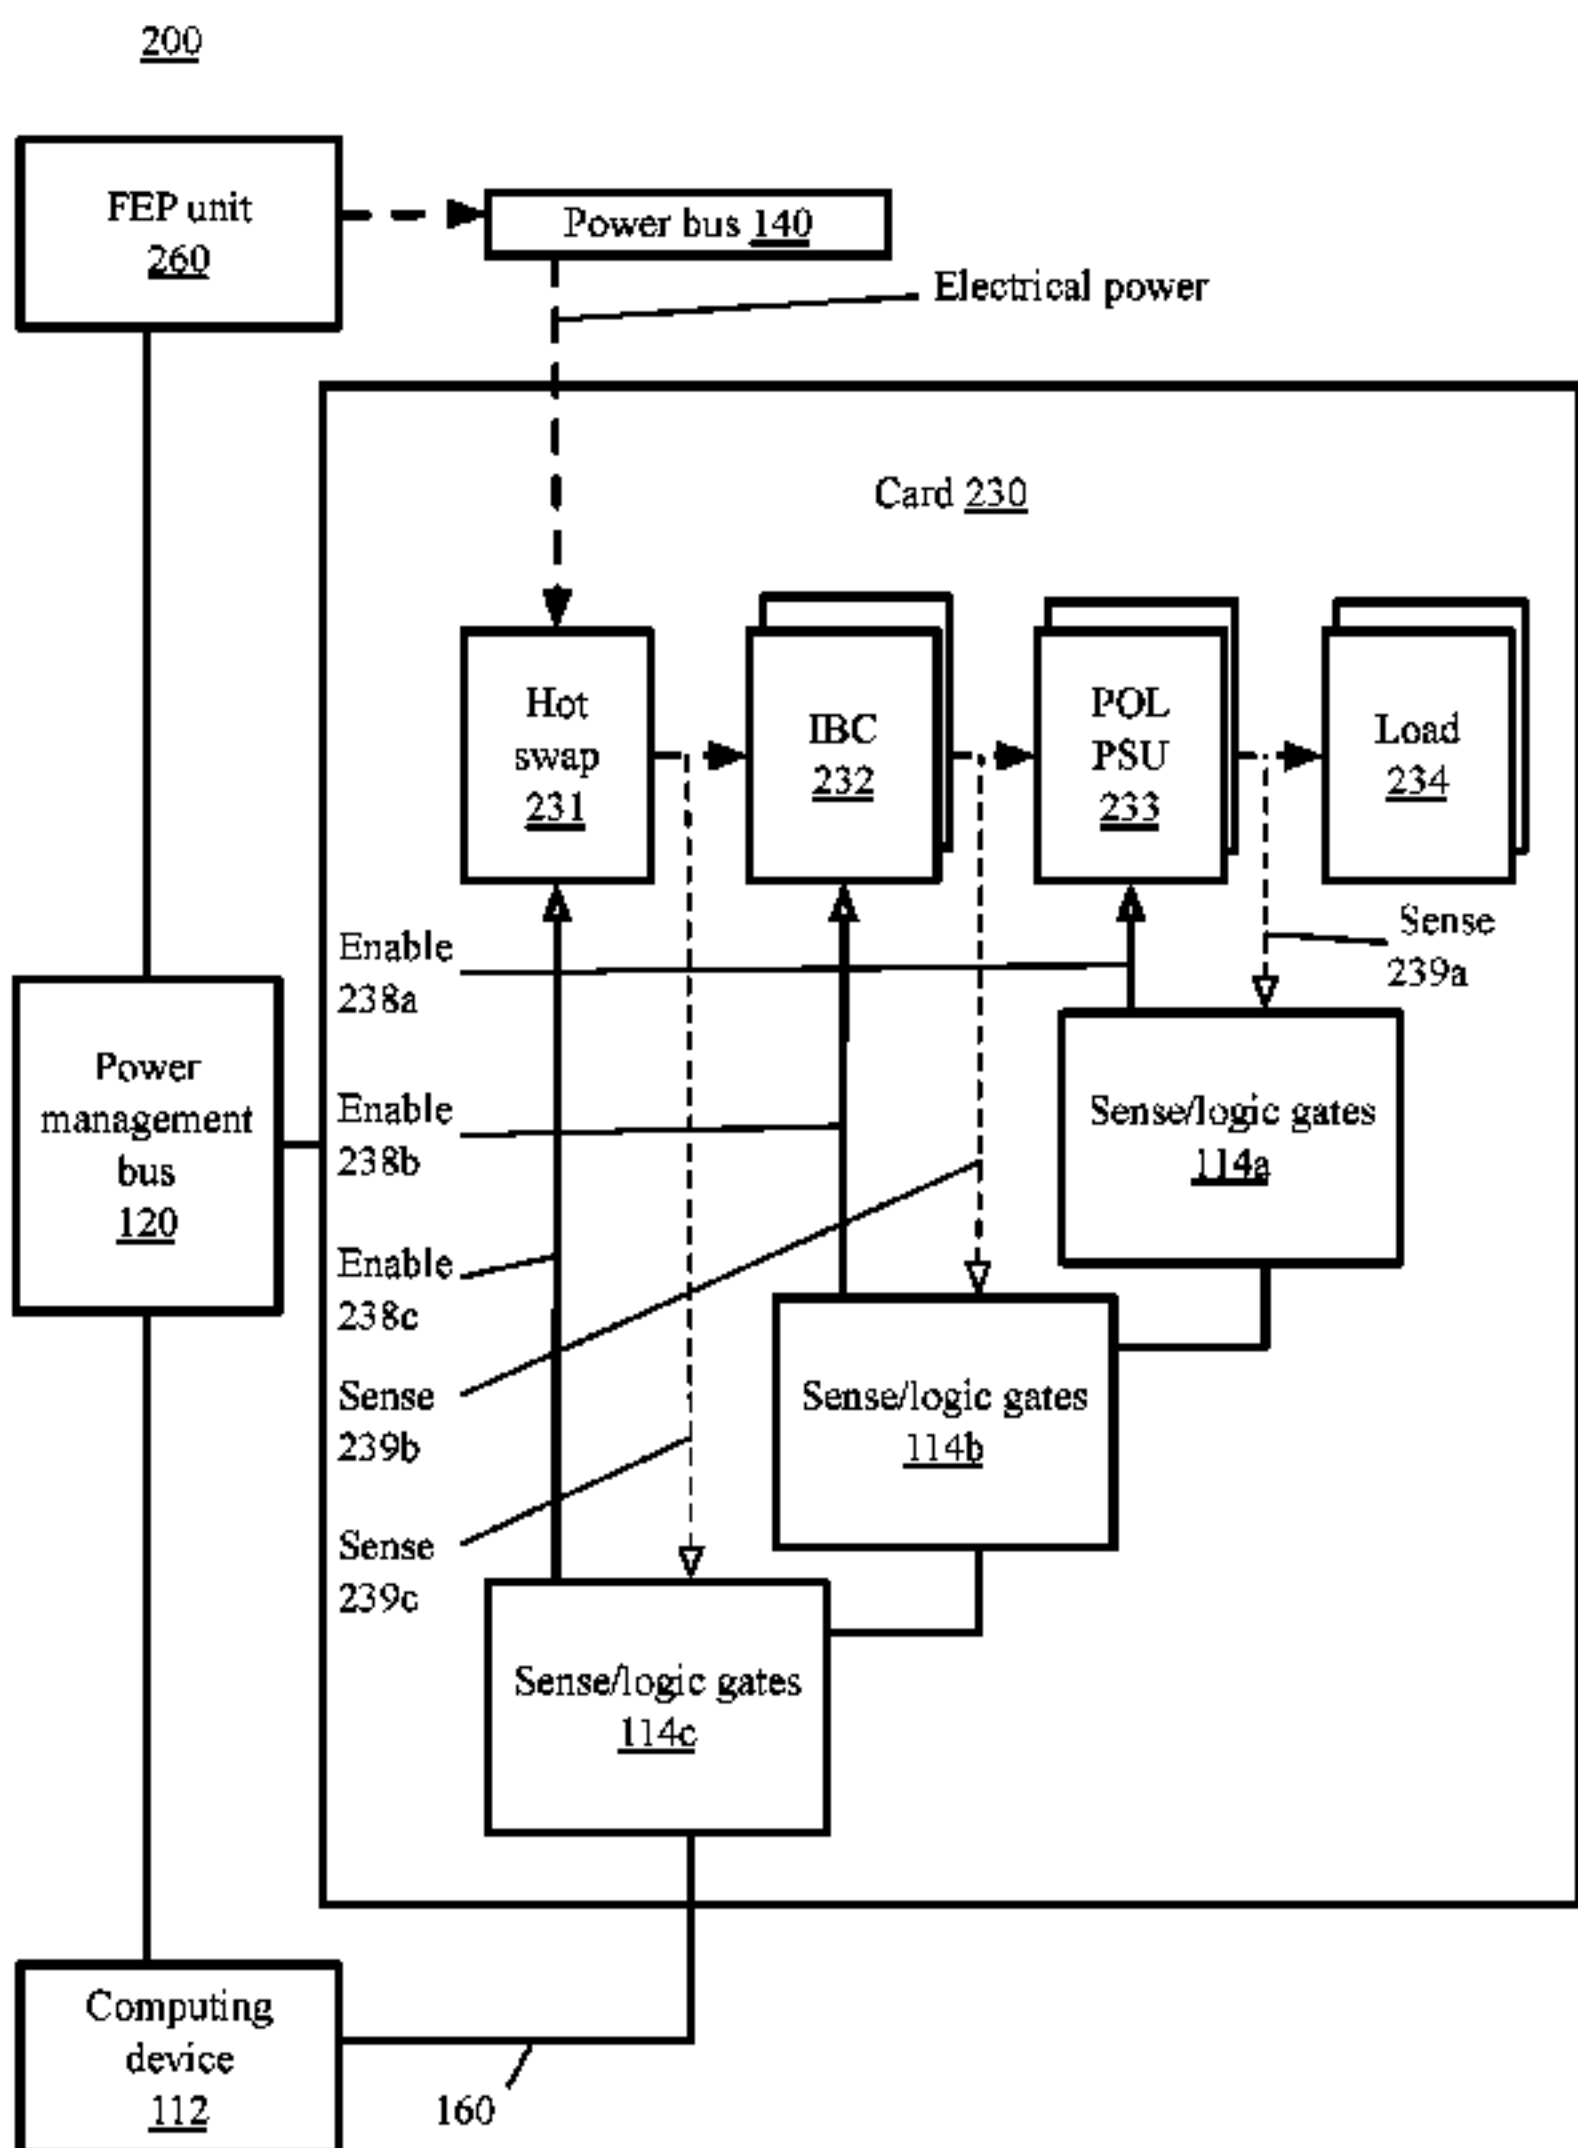 200
FEP unit
260
Power bus 140
Electrical power
Card 230
Hot
swap
231
IBC
232
POL
PSU
233
Load
234
Enable
238a
Sense
239a
Power
management
bus
120
Enable
238b
Sense/logic gates
114a
Enable
238c
Sense
239b
Sense/logic gates
114b
Sense
239c
Sense/logic gates
114c
Computing
device
112
160